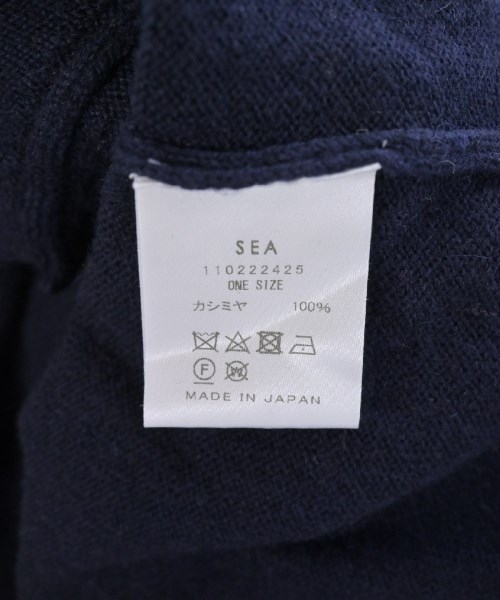 SEA
110222425
ONE SIZE
カシミヤ 100%
F W
MADE IN JAPAN